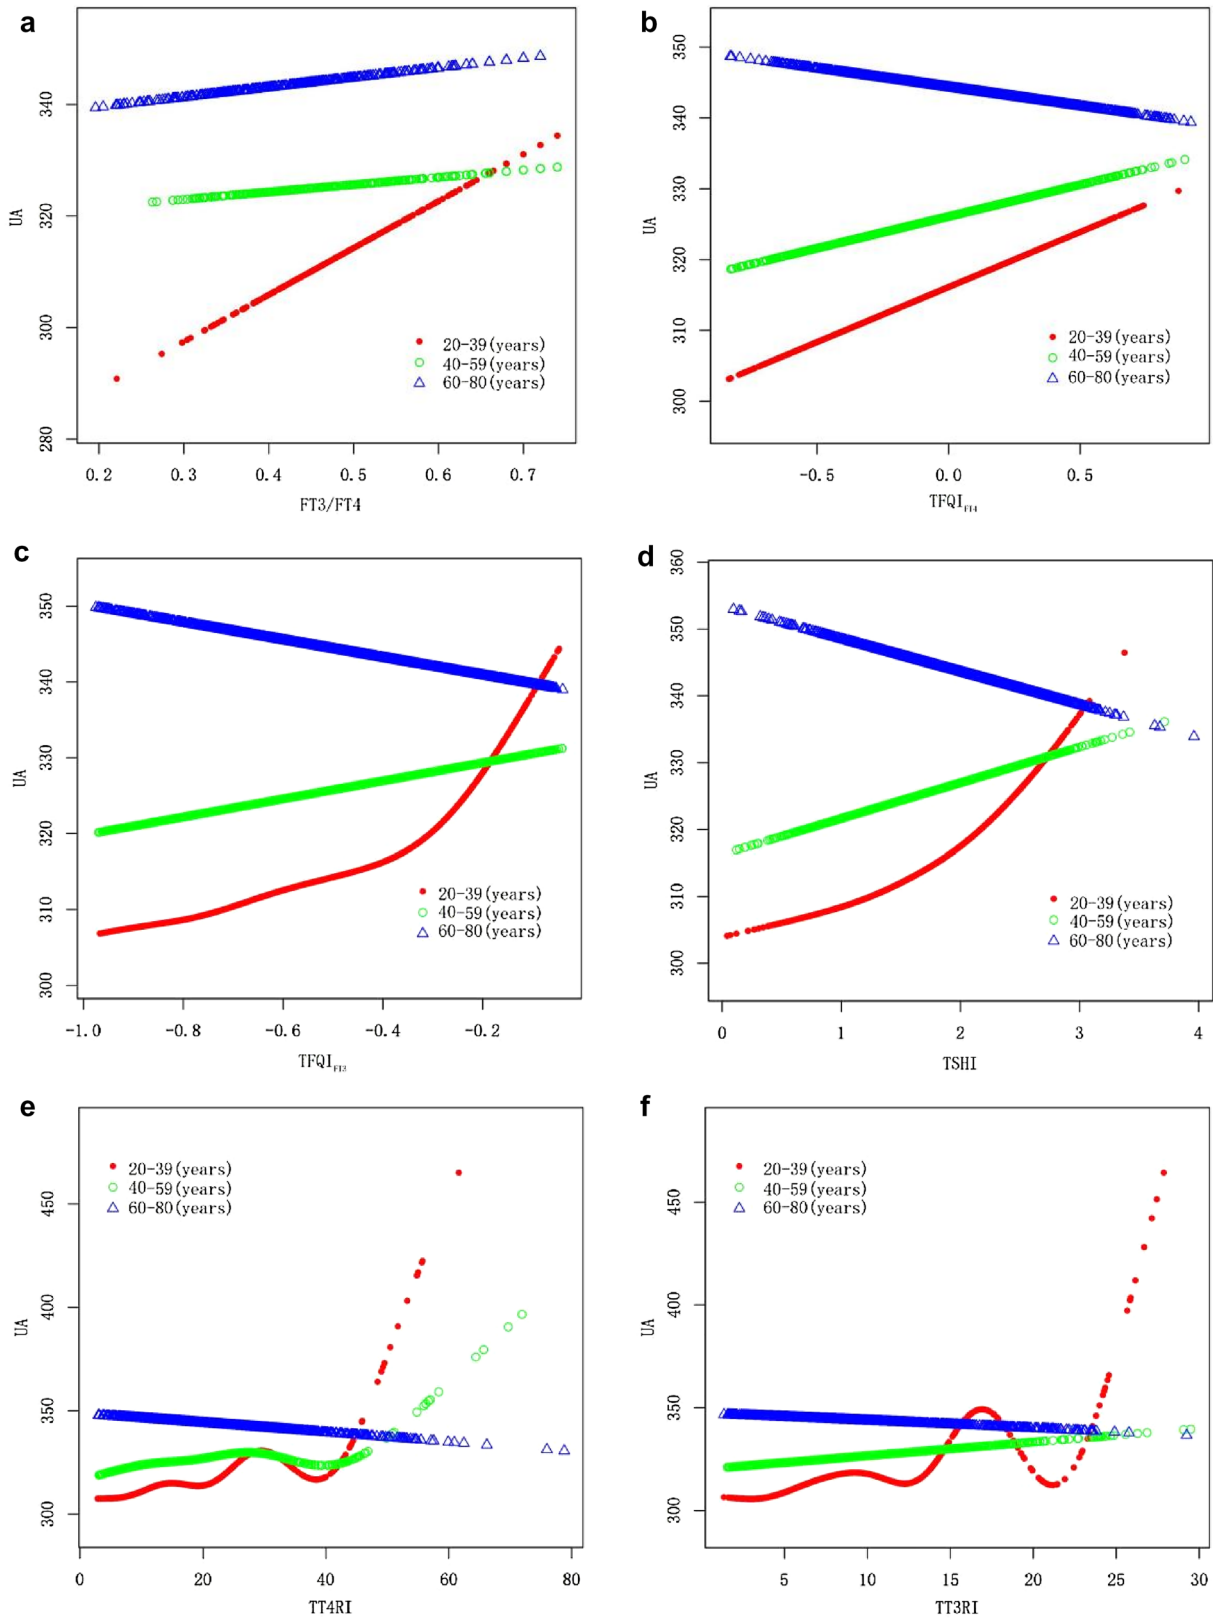 a
340
320
300
280
UA
20-39(years)
40-59(years)
60-80(years)
0.2 0.3 0.4 0.5 0.6 0.7
FT3/FT4
b
350
340
330
320
310
300
UA
20-39(years)
40-59(years)
60-80(years)
-0.5 0.0 0.5
TFQI FT4
c
350
340
330
320
310
300
UA
20-39(years)
40-59(years)
60-80(years)
-1.0 -0.8 -0.6 -0.4 -0.2
TFQI FT3
d
360
350
340
330
320
310
300
UA
20-39(years)
40-59(years)
60-80(years)
0 1 2 3 4
TSHI
e
20-39(years)
40-59(years)
60-80(years)
450
400
350
300
UA
0 20 40 60 80
TT4RI
f
20-39(years)
40-59(years)
60-80(years)
450
400
350
300
UA
5 10 15 20 25 30
TT3RI